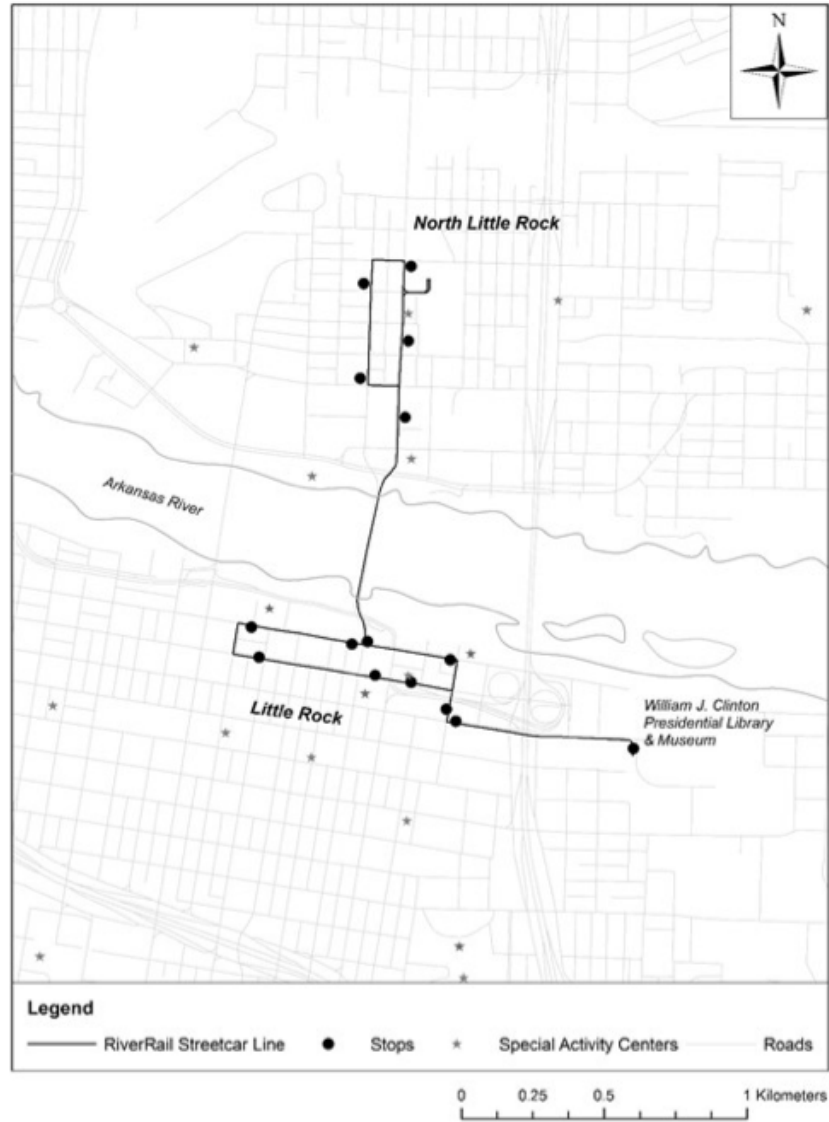 N
North Little Rock
Arkansas River
Little Rock
William J. Clinton
Presidential Library
& Museum
Legend
RiverRail Streetcar Line
Stops
Special Activity Centers
Roads
0 0.25 0.5 1 Kilometers